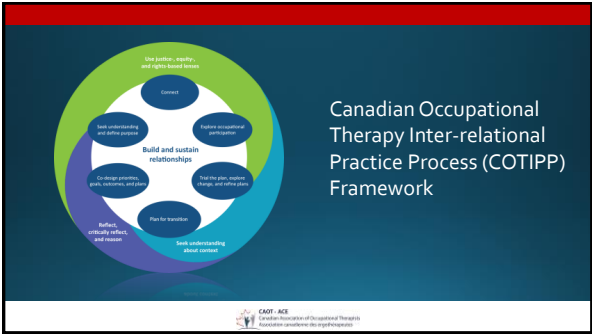 Use justice-, equity-,
and rights-based lenses
Connect
Seek understanding
and define purpose
Explore occupational
participation
Build and sustain
relationships
Co-design priorities,
goals, outcomes, and plans
Trial the plan, explore
change, and refine plans
Plan for transition
Reflect,
critically reflect,
and reason
Seek understanding
about context
Canadian Occupational
Therapy Inter-relational
Practice Process (COTIPP)
Framework
CAOT - ACE
Canadian Association of Occupational Therapists
Association canadienne des ergothérapeutes